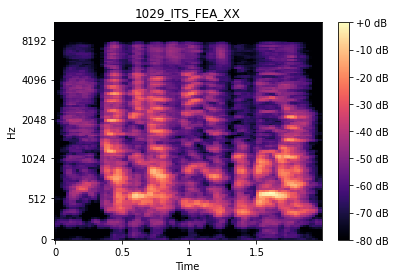 1029_ITS_FEA_XX
+0 dB
8192
-10 dB
4096
-20 dB
-30 dB
2048
Hz
-40 dB
1024
-50 dB
512
-60 dB
-70 dB
0
-80 dB
0
0.5
1
1.5
Time